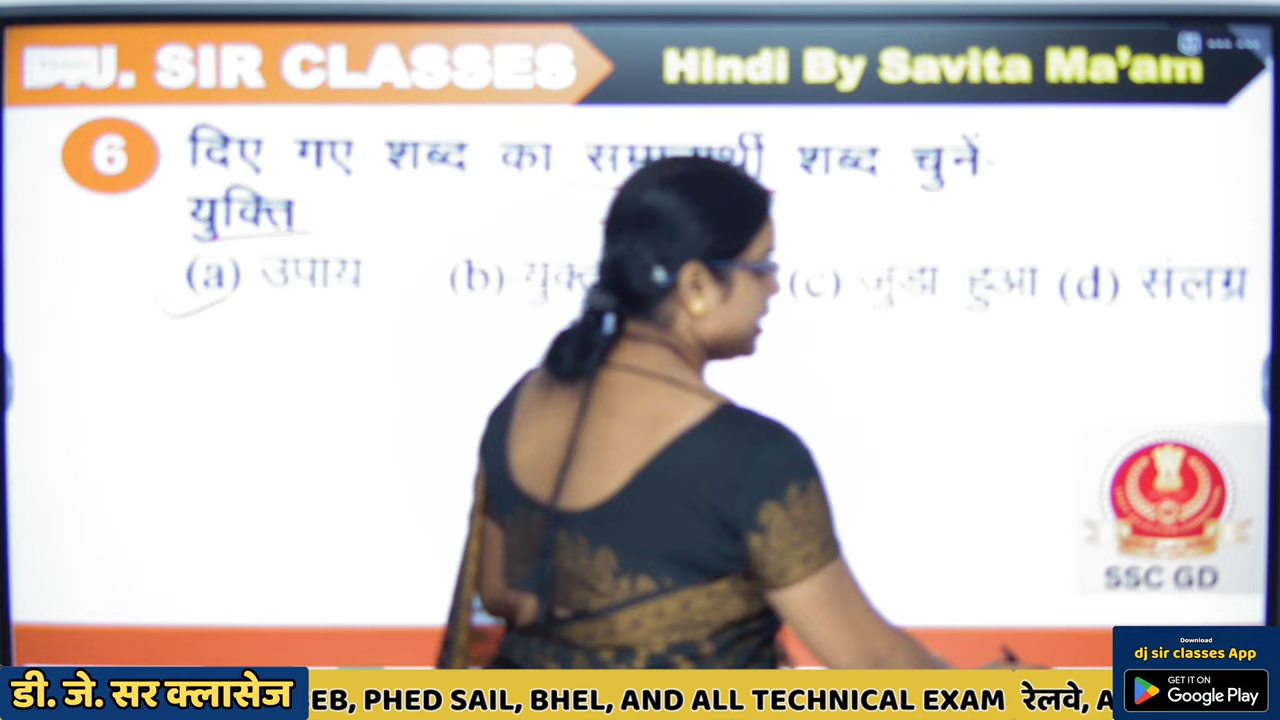 SIR CLASSES
Hindi By Savita Ma'am
6 दिए गए शब्द का समानार्थी शब्द चुनें
युक्ति
(a) उपाय (b) (c) जुडा हुआ (d) संलग्र
SSC GD
Download
dj sir classes App
GET IT ON
Google Play
डी. जे. सर क्लासेज
EB, PHED SAIL, BHEL, AND ALL TECHNICAL EXAM रेलवे, A